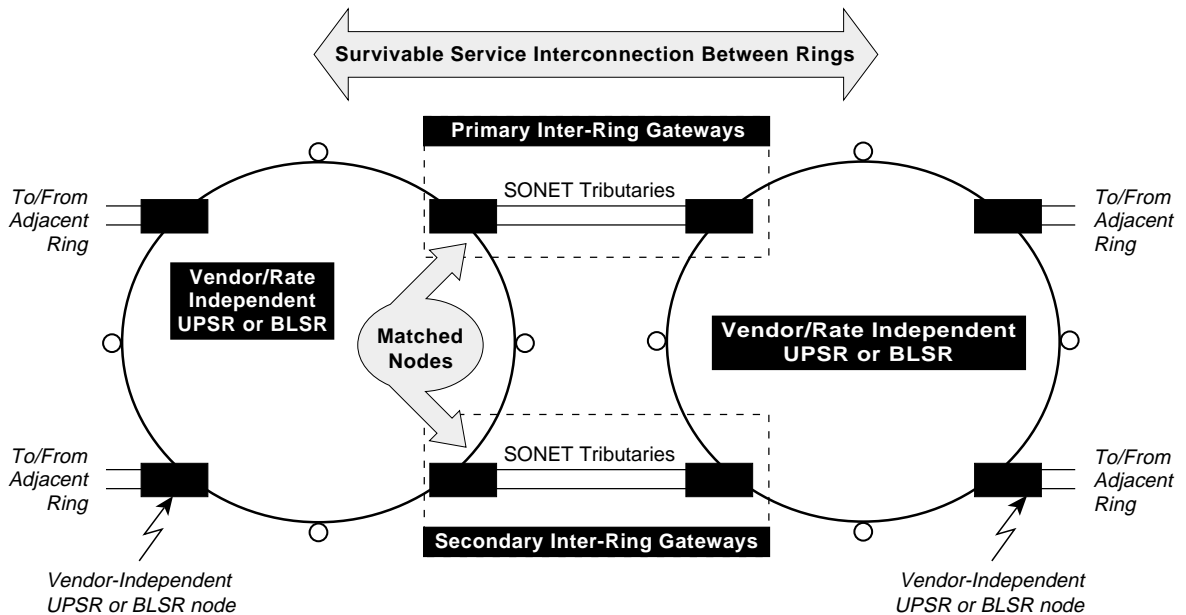 Survivable Service Interconnection Between Rings
Primary Inter-Ring Gateways
To/From
Adjacent
Ring
SONET Tributaries
To/From
Adjacent
Ring
Vendor/Rate
Independent
UPSR or BLSR
Matched
Nodes
Vendor/Rate Independent
UPSR or BLSR
To/From
Adjacent
Ring
SONET Tributaries
To/From
Adjacent
Ring
Secondary Inter-Ring Gateways
Vendor-Independent
UPSR or BLSR node
Vendor-Independent
UPSR or BLSR node